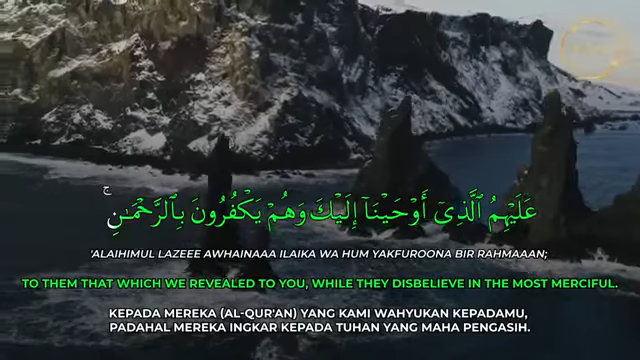 عَلَيْهِمُ ٱلَّذِىٓ أَوْحَيْنَآ إِلَيْكَ وَهُمْ يَكْفُرُونَ بِٱلرَّحْمَـٰنِ ۚ
'ALAIHIMUL LAZEEE AWHAINAAA ILAIKA WA HUM YAKFUROONA BIR RAHMAAAN;
TO THEM THAT WHICH WE REVEALED TO YOU, WHILE THEY DISBELIEVE IN THE MOST MERCIFUL.
KEPADA MEREKA (AL-QUR'AN) YANG KAMI WAHYUKAN KEPADAMU,
PADAHAL MEREKA INGKAR KEPADA TUHAN YANG MAHA PENGASIH.